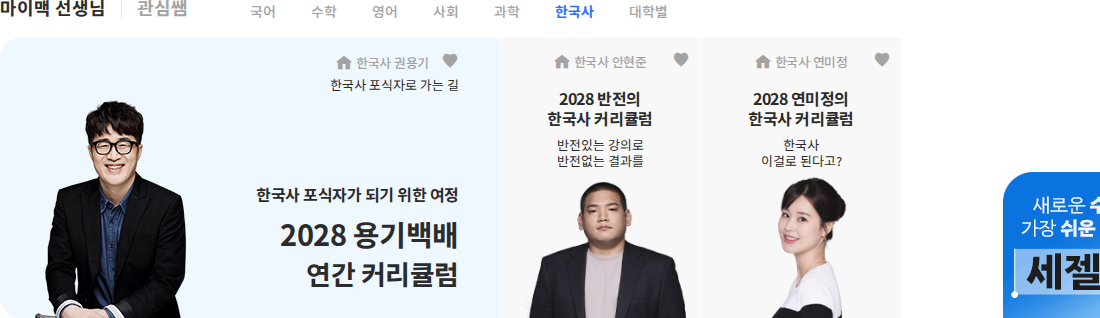 마이맥 선생님 관심쌤
국어 수학 영어 사회 과학 한국사 대학별
한국사 권용기
한국사 포식자로 가는 길
한국사 포식자가 되기 위한 여정
2028 용기백배
연간 커리큘럼
한국사 안현준
2028 반전의
한국사 커리큘럼
반전있는 강의로
반전없는 결과를
한국사 연미정
2028 연미정의
한국사 커리큘럼
한국사
이걸로 된다고?
새로운
가장 쉬운
세젤